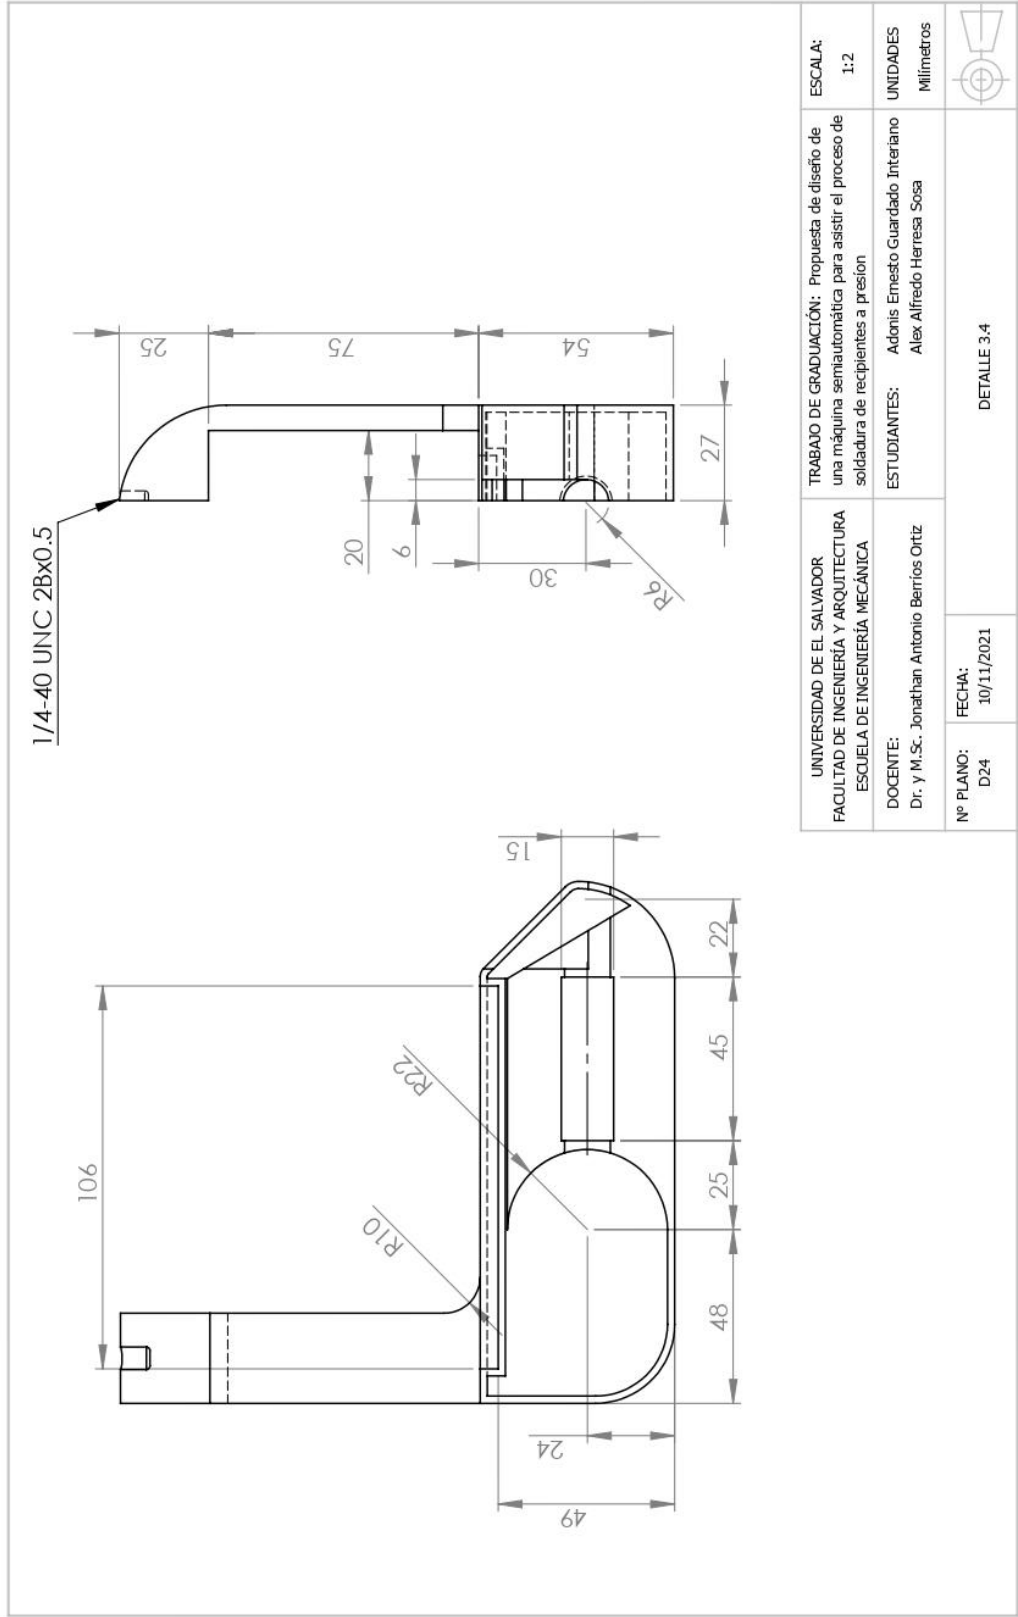 1/4-40 UNC 2Bx0.5
25
75
54
20
6
30
R6
27
106
R10
R22
15
22
45
25
48
24
49
UNIVERSIDAD DE EL SALVADOR
FACULTAD DE INGENIERÍA Y ARQUITECTURA
ESCUELA DE INGENIERÍA MECÁNICA
TRABAJO DE GRADUACIÓN: Propuesta de diseño de
una máquina semiautomática para asistir el proceso de
soldadura de recipientes a presion
ESCALA:
1:2
DOCENTE:
Dr. y M.Sc. Jonathan Antonio Berrios Ortiz
ESTUDIANTES: Adonis Ernesto Guardado Interiano
Alex Alfredo Herresa Sosa
UNIDADES
Milímetros
Nº PLANO:
D24
FECHA:
10/11/2021
DETALLE 3.4